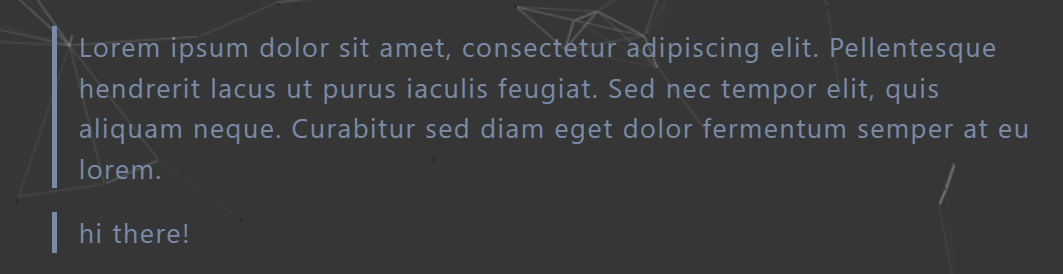 Lorem ipsum dolor sit amet, consectetur adipiscing elit. Pellentesque
hendrerit lacus ut purus iaculis feugiat. Sed nec tempor elit, quis
aliquam neque. Curabitur sed diam eget dolor fermentum semper at eu
lorem.
hi there!